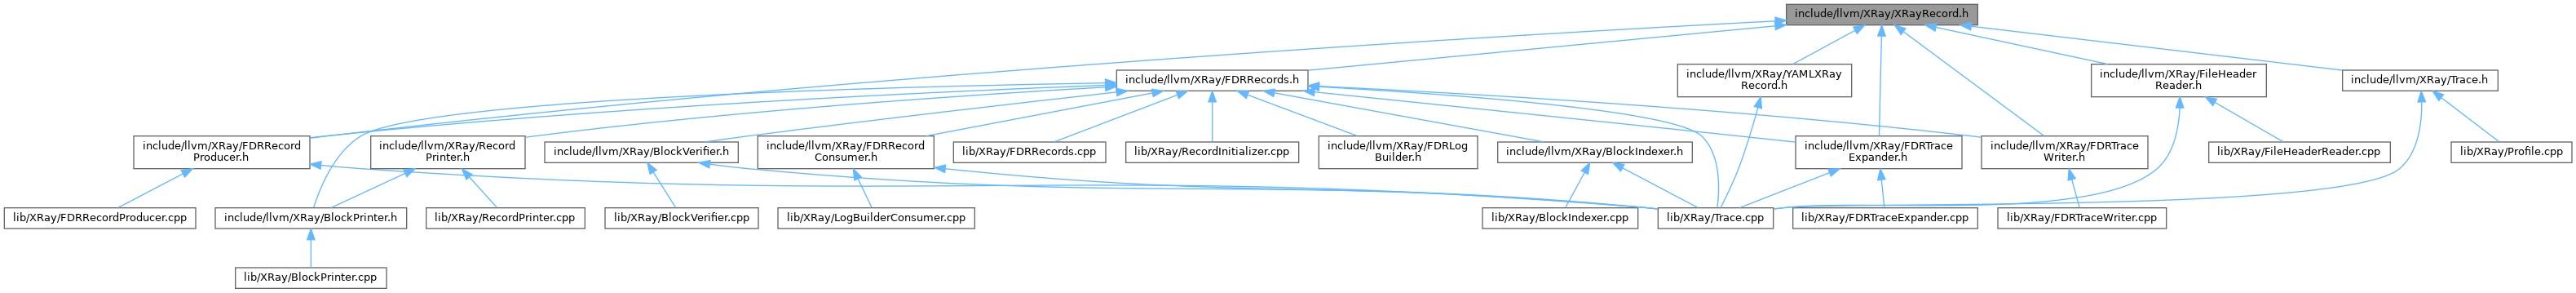 include/llvm/XRay/XRayRecord.h
include/llvm/XRay/FDRRecords.h
include/llvm/XRay/YAMLXRay
Record.h
include/llvm/XRay/FileHeader
Reader.h
include/llvm/XRay/Trace.h
include/llvm/XRay/FDRRecord
Producer.h
include/llvm/XRay/Record
Printer.h
include/llvm/XRay/BlockVerifier.h
include/llvm/XRay/FDRRecord
Consumer.h
lib/XRay/FDRRecords.cpp
lib/XRay/RecordInitializer.cpp
include/llvm/XRay/FDRLog
Builder.h
include/llvm/XRay/BlockIndexer.h
include/llvm/XRay/FDRTrace
Expander.h
include/llvm/XRay/FDRTrace
Writer.h
lib/XRay/FileHeaderReader.cpp
lib/XRay/Profile.cpp
lib/XRay/FDRRecordProducer.cpp
include/llvm/XRay/BlockPrinter.h
lib/XRay/RecordPrinter.cpp
lib/XRay/BlockVerifier.cpp
lib/XRay/LogBuilderConsumer.cpp
lib/XRay/BlockIndexer.cpp
lib/XRay/Trace.cpp
lib/XRay/FDRTraceExpander.cpp
lib/XRay/FDRTraceWriter.cpp
lib/XRay/BlockPrinter.cpp